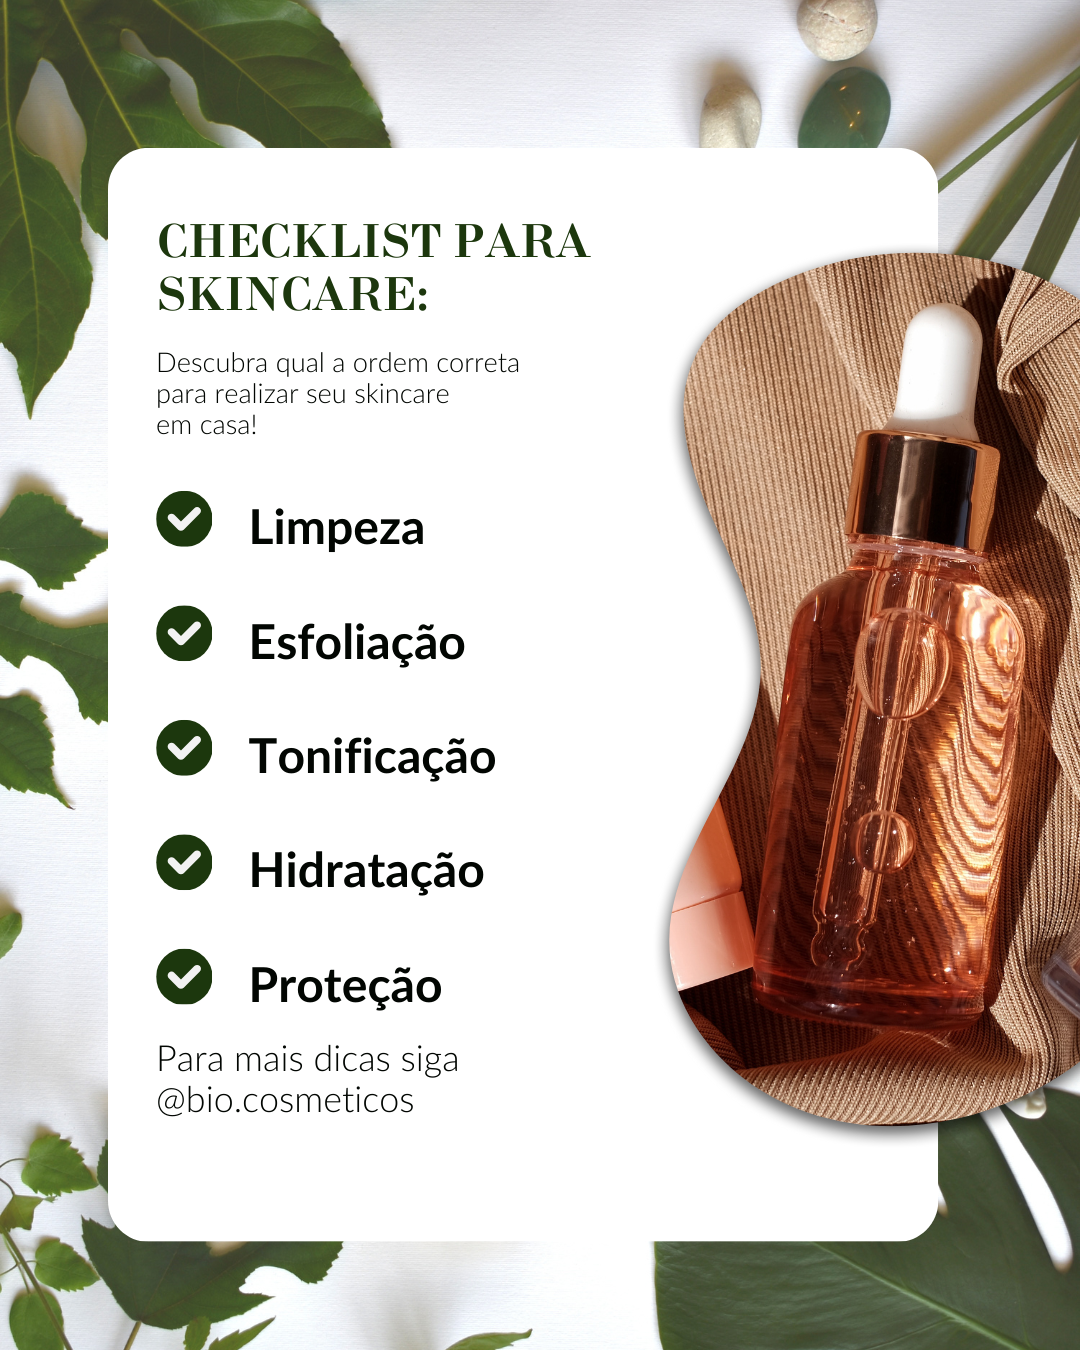 CHECKLIST PARA
SKINCARE:
Descubra qual a ordem correta
para realizar seu skincare
em casa!
Limpeza
Esfoliação
Tonificação
Hidratação
Proteção
Para mais dicas siga
@bio.cosmeticos